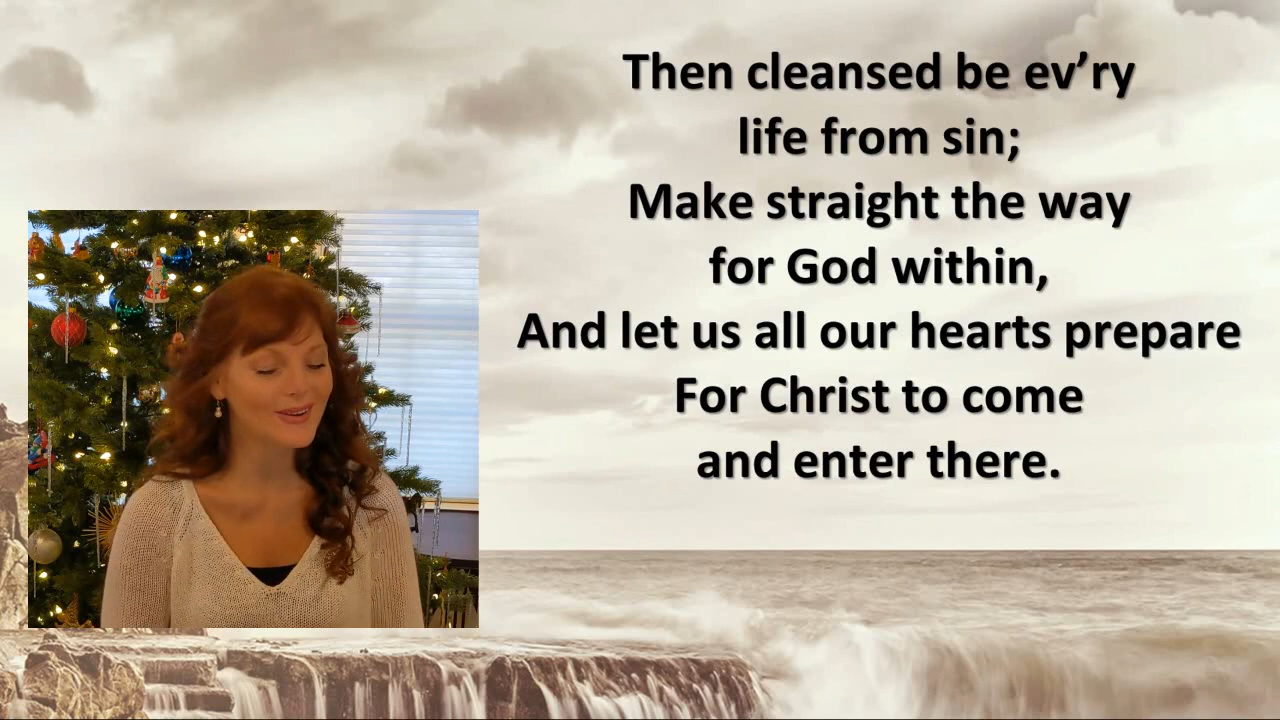 Then cleansed be ev’ry
life from sin;
Make straight the way
for God within,
And let us all our hearts prepare
For Christ to come
and enter there.